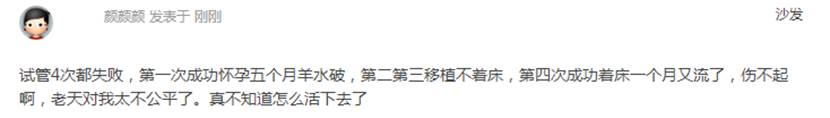 颜颜颜 发表于 刚刚
沙发
试管4次都失败，第一次成功怀孕五个月羊水破，第二第三移植不着床，第四次成功着床一个月又流了，伤不起
啊，老天对我太不公平了。真不知道怎么活下去了